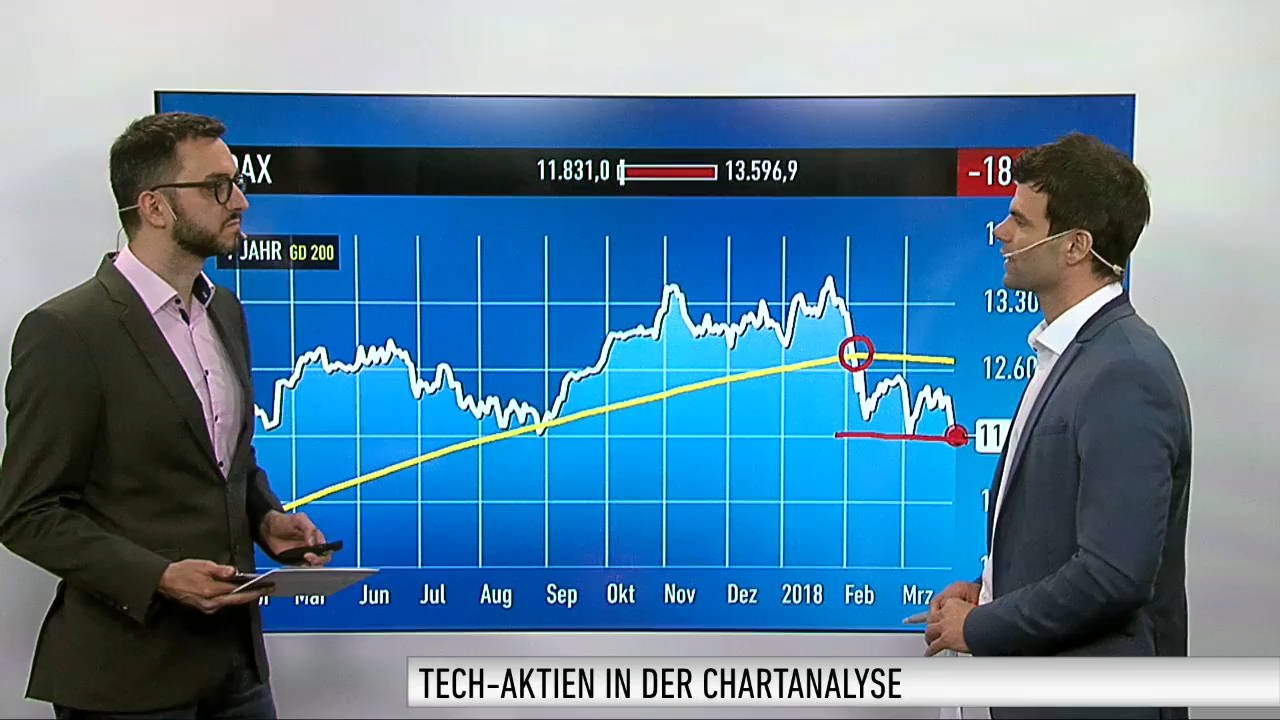 DAX 11.831,0 13.596,9 -18
JAHR GD 200
13.30
12.60
11
Mai Jun Jul Aug Sep Okt Nov Dez 2018 Feb Mrz
TECH-AKTIEN IN DER CHARTANALYSE